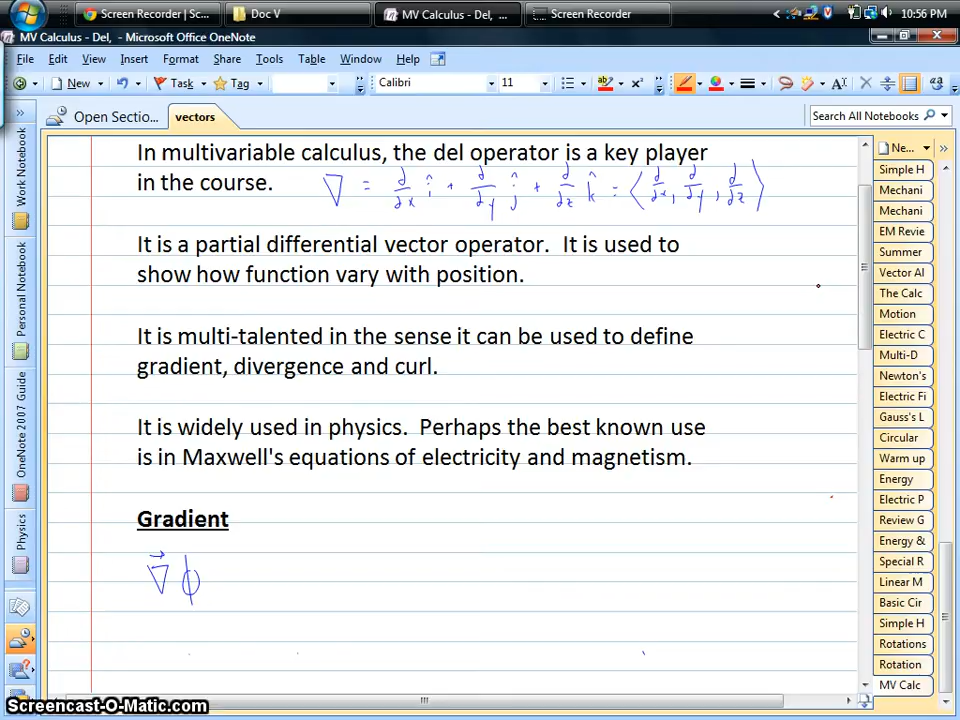 Screen Recorder | Sc...
Doc V
MV Calculus - Del, ...
Screen Recorder
10:56 PM
MV Calculus - Del, - Microsoft Office OneNote
File Edit View Insert Format Share Tools Table Window Help
New Task Tag Calibri 11
Open Sectio... vectors
Search All Notebooks
Work Notebook
Personal Notebook
OneNote 2007 Guide
Physics
In multivariable calculus, the del operator is a key player
in the course. ∇ = ∂/∂x î + ∂/∂y ĵ + ∂/∂z k̂ = ⟨∂/∂x, ∂/∂y, ∂/∂z⟩
It is a partial differential vector operator. It is used to
show how function vary with position.
It is multi-talented in the sense it can be used to define
gradient, divergence and curl.
It is widely used in physics. Perhaps the best known use
is in Maxwell's equations of electricity and magnetism.
Gradient
∇⃗ ϕ
Ne...
Simple H
Mechani
Mechani
EM Revie
Summer
Vector Al
The Calc
Motion
Electric C
Multi-D
Newton's
Electric Fi
Gauss's L
Circular
Warm up
Energy
Electric P
Review G
Energy &
Special R
Linear M
Basic Cir
Simple H
Rotations
Rotation
MV Calc
Screencast-O-Matic.com